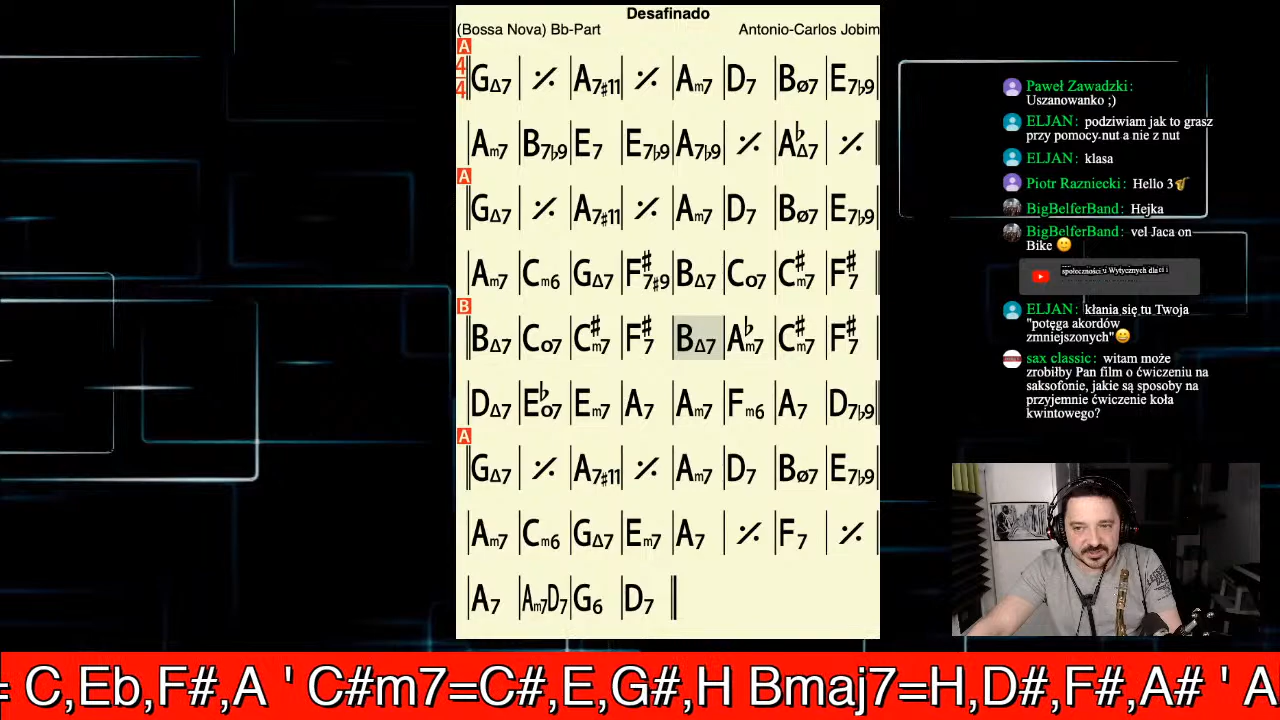 Desafinado
(Bossa Nova) Bb-Part Antonio-Carlos Jobim
A
4/4 GΔ7 | 𝄎 | A7♯11 | 𝄎 | Am7 | D7 | Bø7 | E7♭9
Am7 | B7♭9 | E7 | E7♭9 | A7♭9 | 𝄎 | A♭Δ7 | 𝄎
A
GΔ7 | 𝄎 | A7♯11 | 𝄎 | Am7 | D7 | Bø7 | E7♭9
Am7 | Cm6 | GΔ7 | F♯7♯9 | BΔ7 | Co7 | C♯m7 | F♯7
B
BΔ7 | Co7 | C♯m7 | F♯7 | BΔ7 | A♭m7 | C♯m7 | F♯7
DΔ7 | E♭o7 | Em7 | A7 | Am7 | Fm6 | A7 | D7♭9
A
GΔ7 | 𝄎 | A7♯11 | 𝄎 | Am7 | D7 | Bø7 | E7♭9
Am7 | Cm6 | GΔ7 | Em7 | A7 | 𝄎 | F7 | 𝄎
A7 | Am7 D7 | G6 | D7
Paweł Zawadzki:
Uszanowanko ;)
ELJAN: podziwiam jak to grasz
przy pomocy nut a nie z nut
ELJAN: klasa
Piotr Razniecki: Hello 3🎷
BigBelferBand: Hejka
BigBelferBand: vel Jaca on
Bike 🙂
społeczności u Wytycznych dla
ELJAN: kłania się tu Twoja
"potęga akordów
zmniejszonych"😄
sax classic: witam może
zrobiłby Pan film o ćwiczeniu na
saksofonie, jakie są sposoby na
przyjemnie ćwiczenie koła
kwintowego?
= C,Eb,F#,A ' C#m7=C#,E,G#,H Bmaj7=H,D#,F#,A# ' A